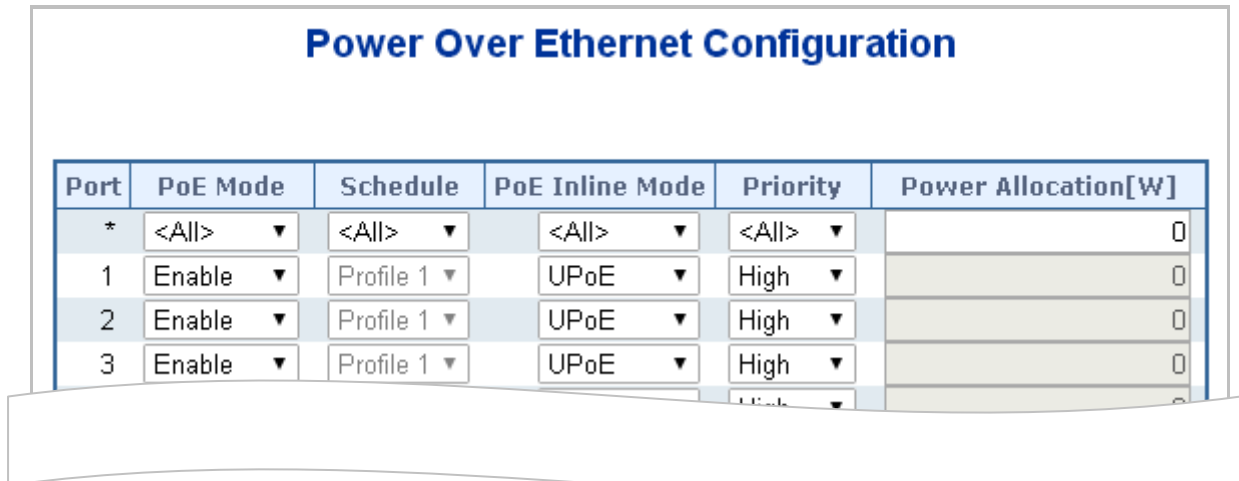 Power Over Ethernet Configuration
Port PoE Mode Schedule PoE Inline Mode Priority Power Allocation[W]
* <All> <All> <All> <All> 0
1 Enable Profile 1 UPoE High 0
2 Enable Profile 1 UPoE High 0
3 Enable Profile 1 UPoE High 0